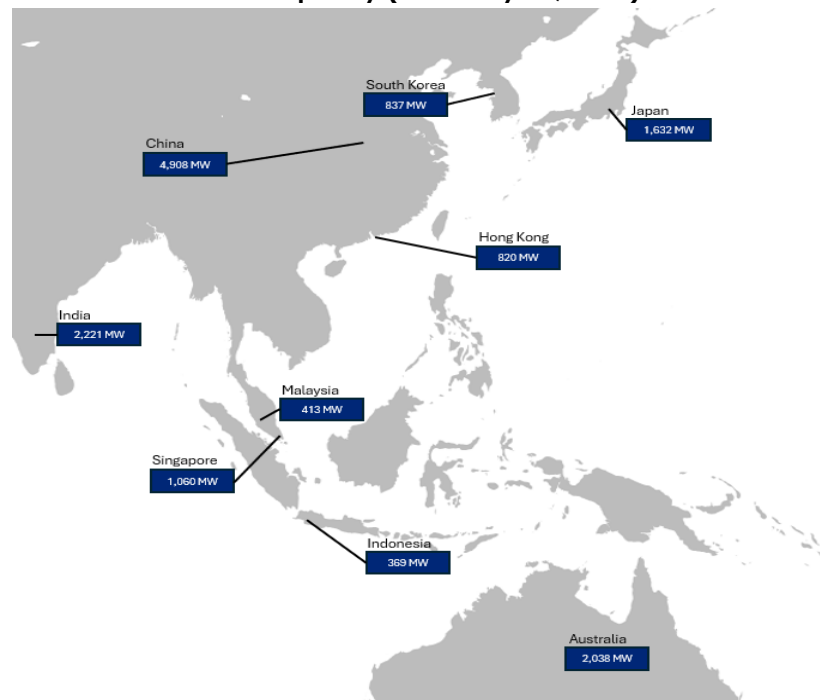 South Korea
837 MW
Japan
1,632 MW
China
4,908 MW
Hong Kong
820 MW
India
2,221 MW
Malaysia
413 MW
Singapore
1,060 MW
Indonesia
369 MW
Australia
2,038 MW